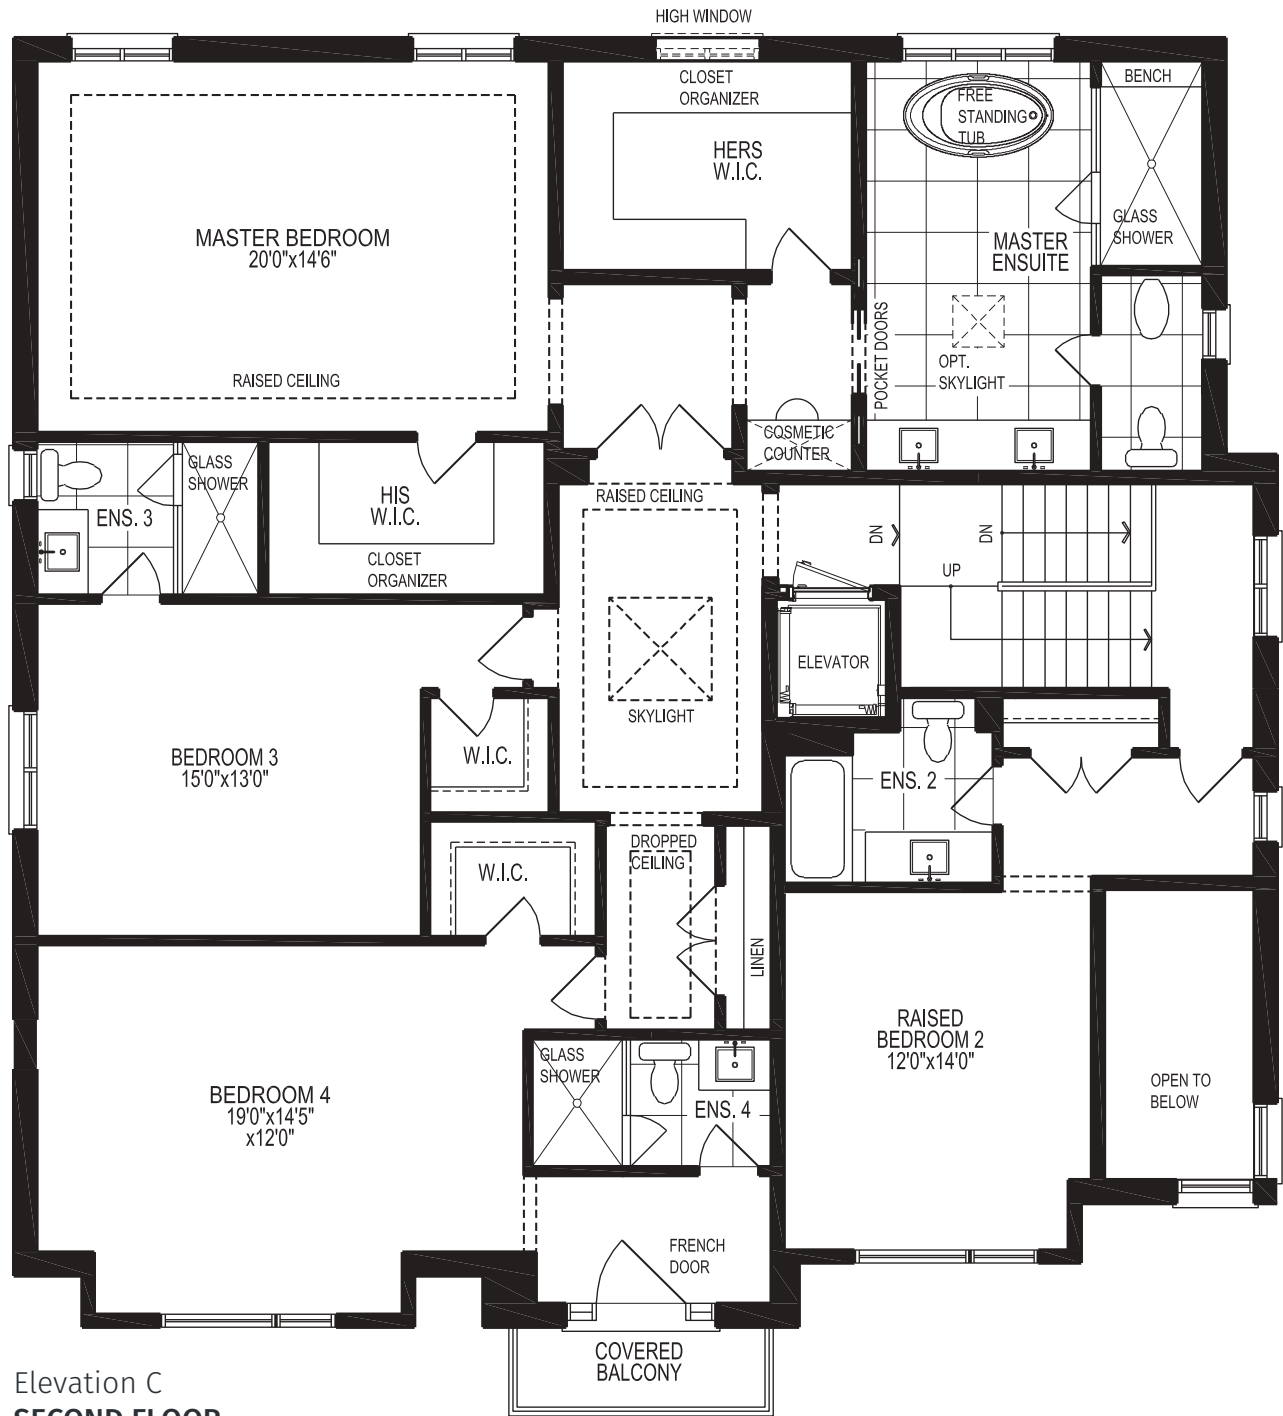 HIGH WINDOW
CLOSET
ORGANIZER
HERS
W.I.C.
FREE
STANDING
TUB
BENCH
GLASS
SHOWER
MASTER
ENSUITE
MASTER BEDROOM
20'0"x14'6"
RAISED CEILING
POCKET DOORS
OPT.
SKYLIGHT
COSMETIC
COUNTER
GLASS
SHOWER
ENS. 3
HIS
W.I.C.
CLOSET
ORGANIZER
RAISED CEILING
DN
DN
UP
ELEVATOR
SKYLIGHT
BEDROOM 3
15'0"x13'0"
W.I.C.
ENS. 2
W.I.C.
DROPPED
CEILING
LINEN
RAISED
BEDROOM 2
12'0"x14'0"
OPEN TO
BELOW
BEDROOM 4
19'0"x14'5"
x12'0"
GLASS
SHOWER
ENS. 4
FRENCH
DOOR
COVERED
BALCONY
Elevation C
SECOND FLOOR